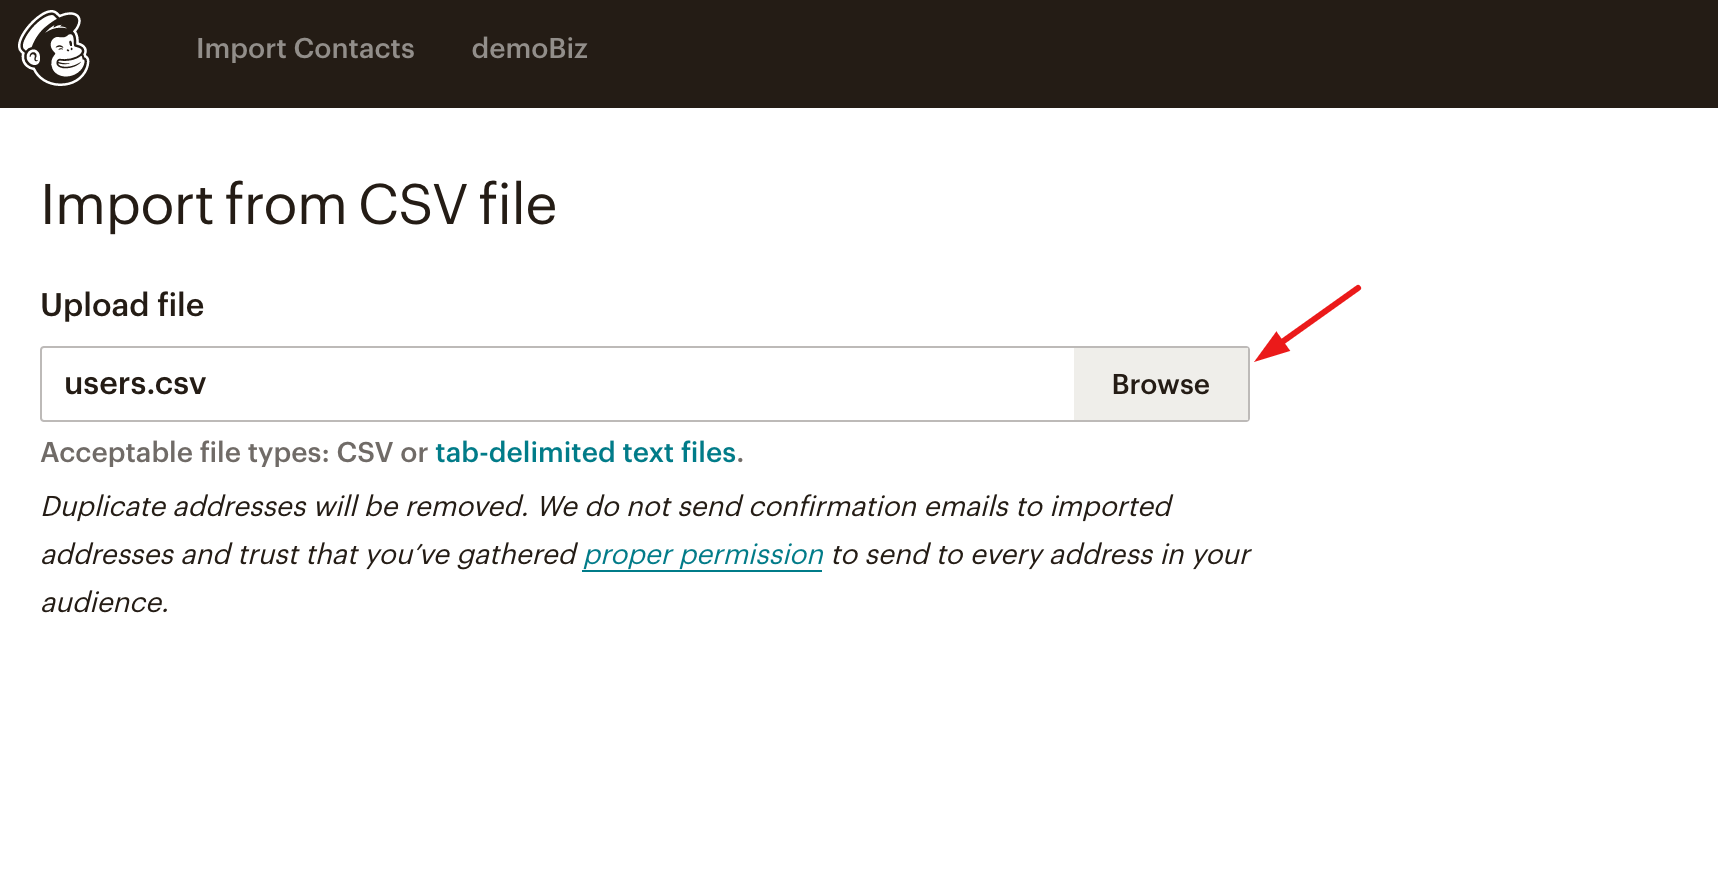 Import Contacts demoBiz
Import from CSV file
Upload file
users.csv Browse
Acceptable file types: CSV or tab-delimited text files.
Duplicate addresses will be removed. We do not send confirmation emails to imported
addresses and trust that you’ve gathered proper permission to send to every address in your
audience.